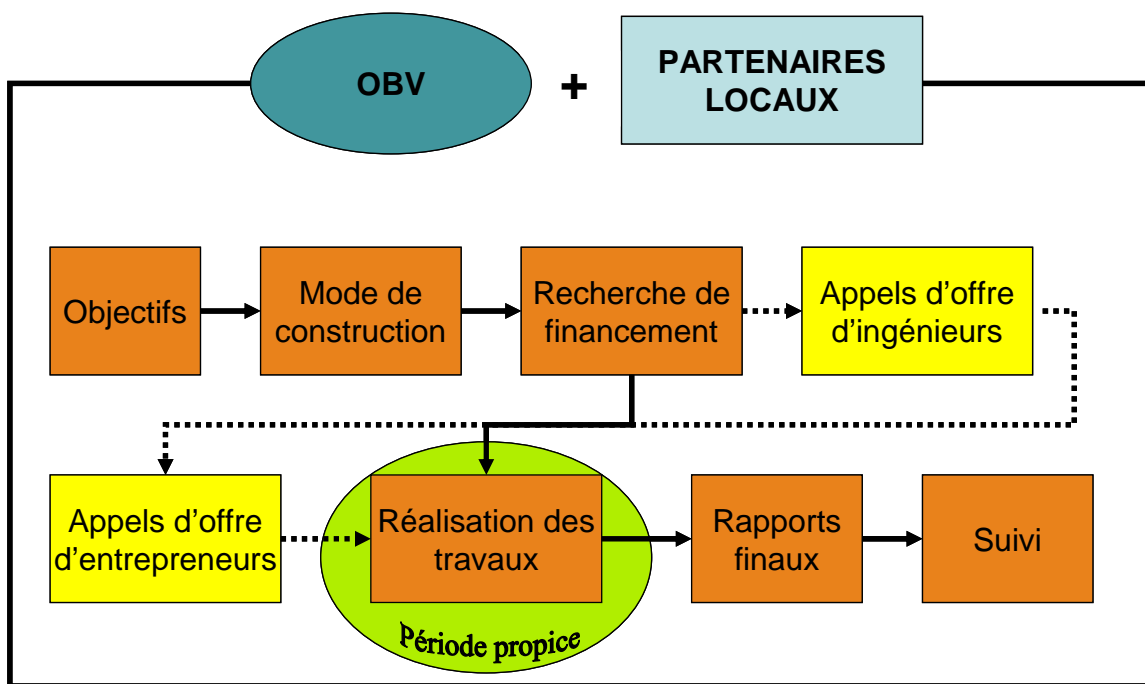 OBV
+
PARTENAIRES
LOCAUX
Objectifs
Mode de
construction
Recherche de
financement
Appels d'offre
d'ingénieurs
Appels d'offre
d'entrepreneurs
Réalisation des
travaux
Période propice
Rapports
finaux
Suivi